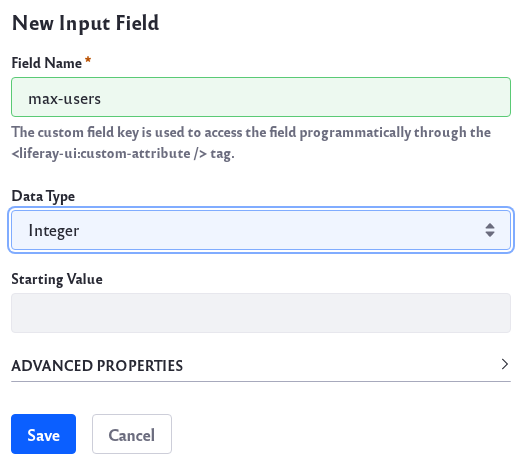 New Input Field
Field Name *
max-users
The custom field key is used to access the field programmatically through the
<liferay-ui:custom-attribute /> tag.
Data Type
Integer
Starting Value
ADVANCED PROPERTIES
Save Cancel